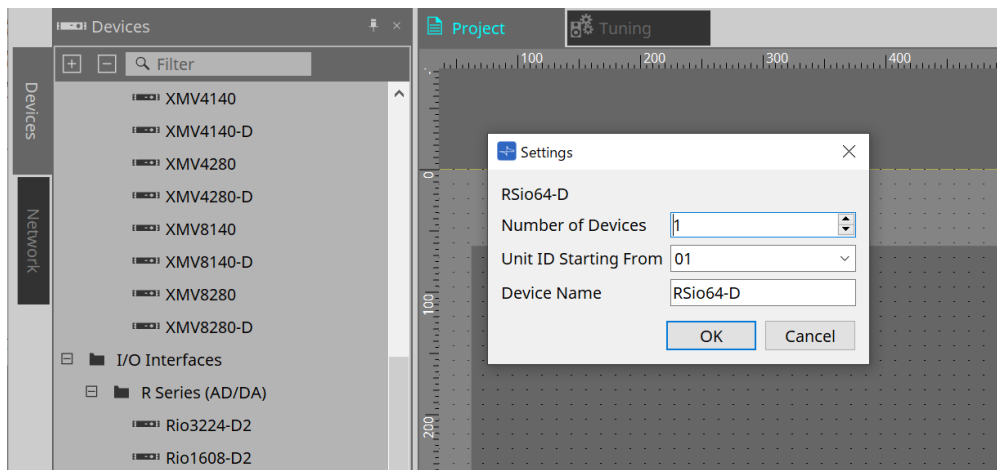 Devices
Project
Tuning
Filter
100
200
300
400
Devices
Network
XMV4140
XMV4140-D
XMV4280
XMV4280-D
XMV8140
XMV8140-D
XMV8280
XMV8280-D
I/O Interfaces
R Series (AD/DA)
Rio3224-D2
Rio1608-D2
0
100
200
Settings
RSio64-D
Number of Devices 1
Unit ID Starting From 01
Device Name RSio64-D
OK Cancel